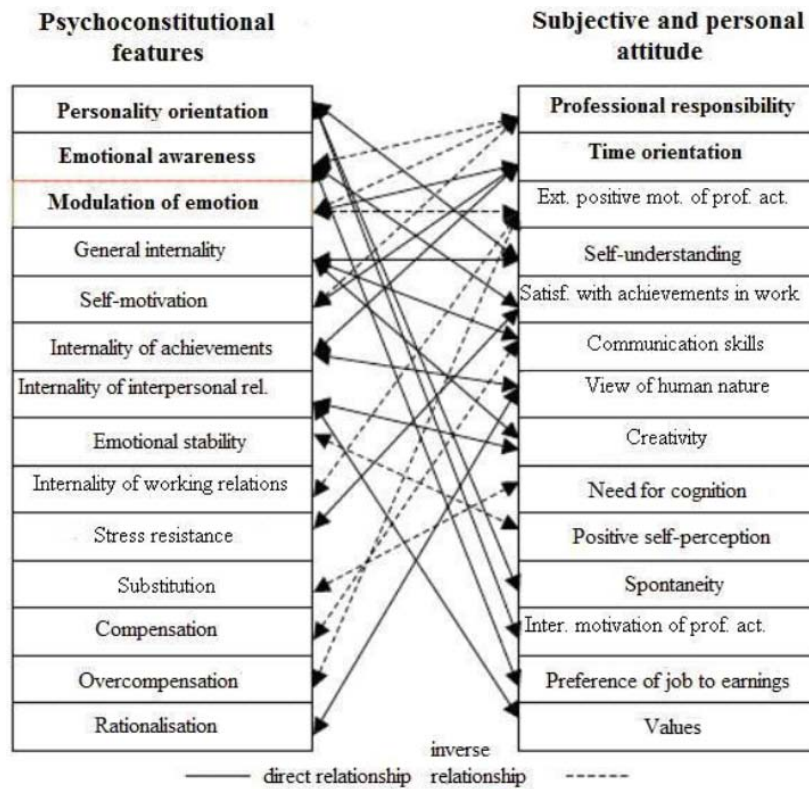 Psychoconstitutional
features
Personality orientation
Emotional awareness
Modulation of emotion
General internality
Self-motivation
Internality of achievements
Internality of interpersonal rel.
Emotional stability
Internality of working relations
Stress resistance
Substitution
Compensation
Overcompensation
Rationalisation
Subjective and personal
attitude
Professional responsibility
Time orientation
Ext. positive mot. of prof. act.
Self-understanding
Satisf. with achievements in work.
Communication skills
View of human nature
Creativity
Need for cognition
Positive self-perception
Spontaneity
Inter. motivation of prof. act.
Preference of job to earnings
Values
direct relationship
inverse
relationship